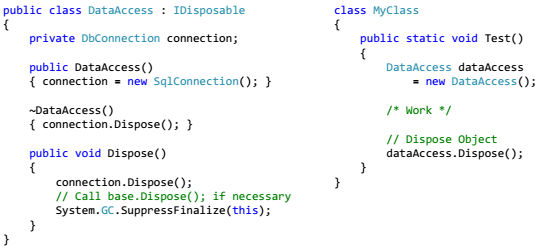 public class DataAccess : IDisposable
{
    private DbConnection connection;

    public DataAccess()
    { connection = new SqlConnection(); }

    ~DataAccess()
    { connection.Dispose(); }

    public void Dispose()
    {
        connection.Dispose();
        // Call base.Dispose(); if necessary
        System.GC.SuppressFinalize(this);
    }
}
class MyClass
{
    public static void Test()
    {
        DataAccess dataAccess
            = new DataAccess();

        /* Work */

        // Dispose Object
        dataAccess.Dispose();
    }
}